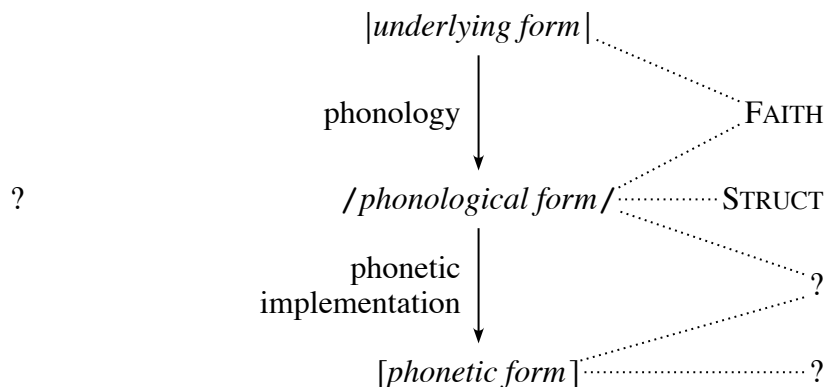 |underlying form|
phonology
FAITH
?
/phonological form/
STRUCT
phonetic
implementation
?
[phonetic form]
?